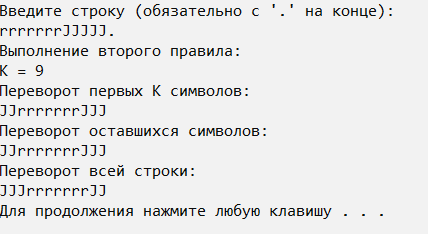 Введите строку (обязательно с '.' на конце):
rrrrrrrJJJJJ.
Выполнение второго правила:
K = 9
Переворот первых K символов:
JJrrrrrrrJJJ
Переворот оставшихся символов:
JJrrrrrrrJJJ
Переворот всей строки:
JJJrrrrrrrJJ
Для продолжения нажмите любую клавишу . . .